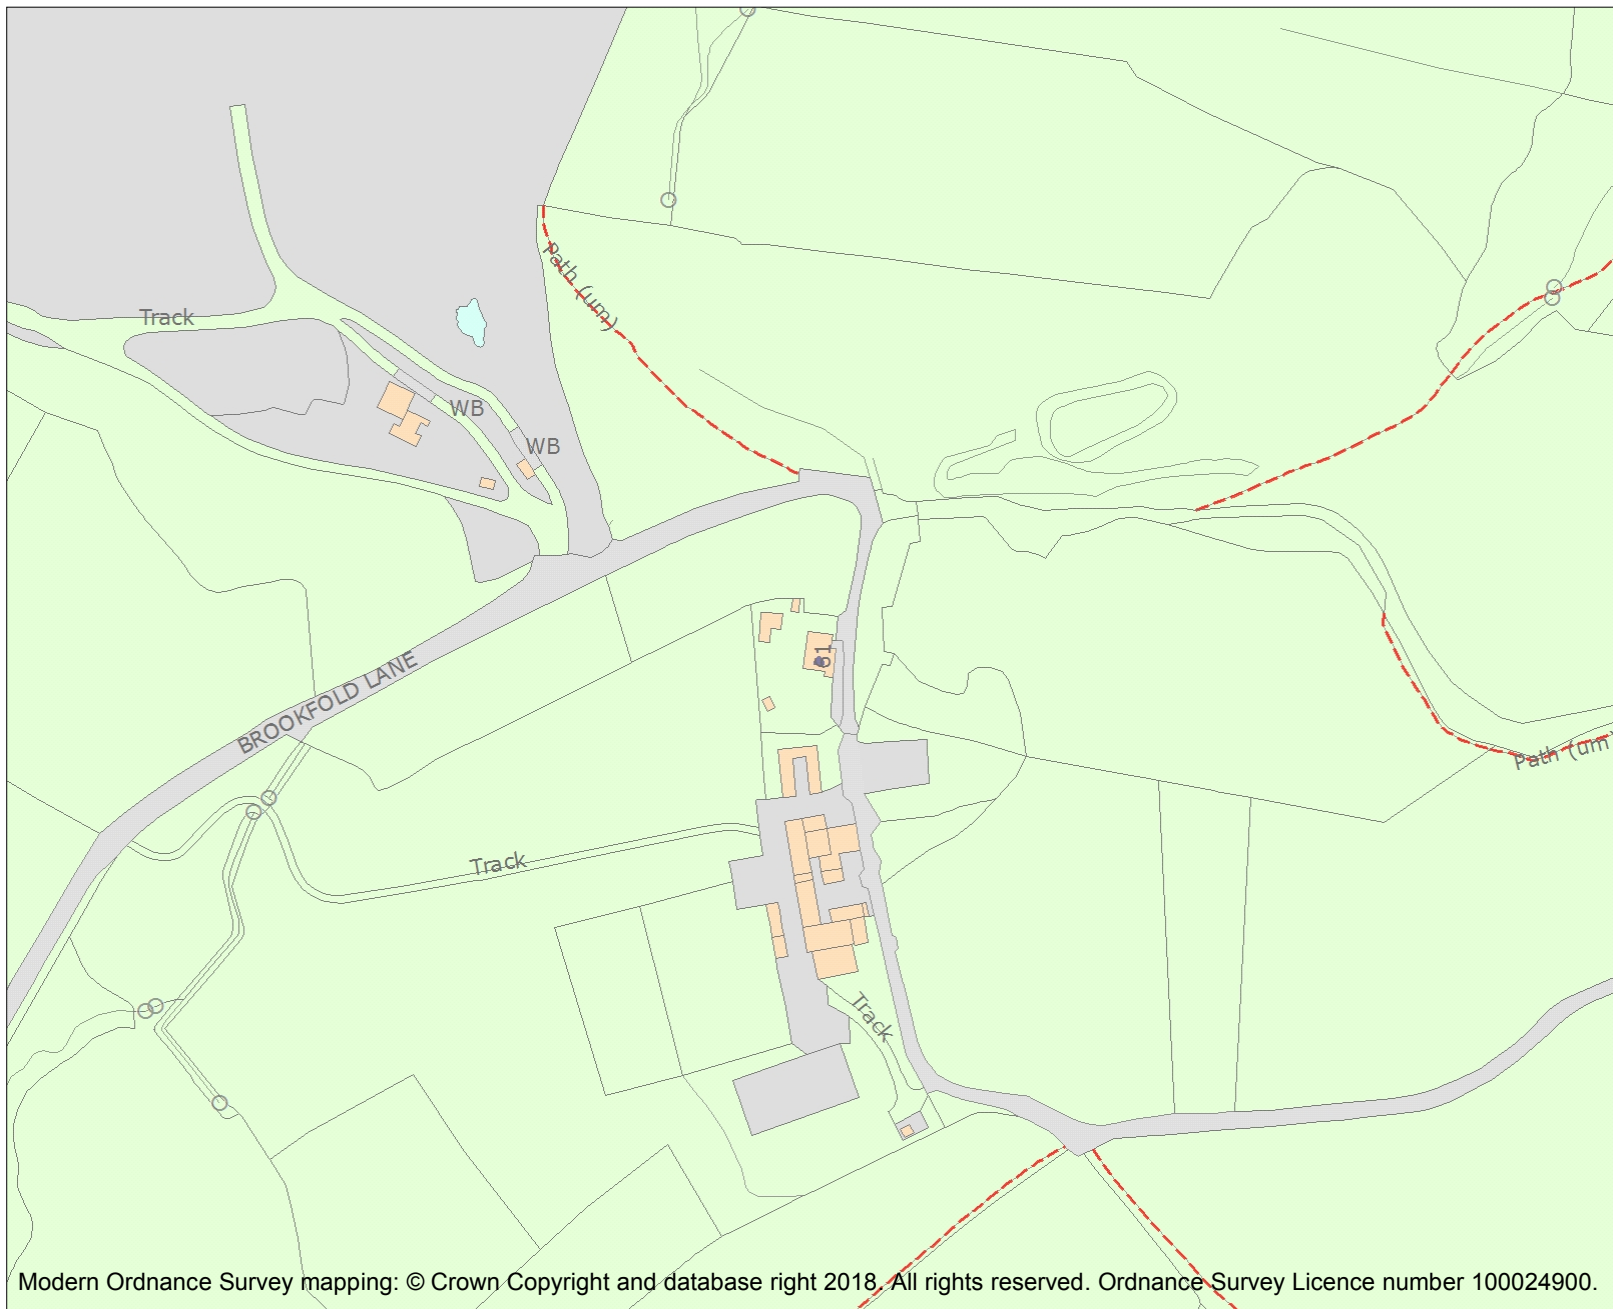 Path (um)
Track
WB
WB
61
BROOKFOLD LANE
Path (um)
Track
Track
Modern Ordnance Survey mapping: © Crown Copyright and database right 2018. All rights reserved. Ordnance Survey Licence number 100024900.